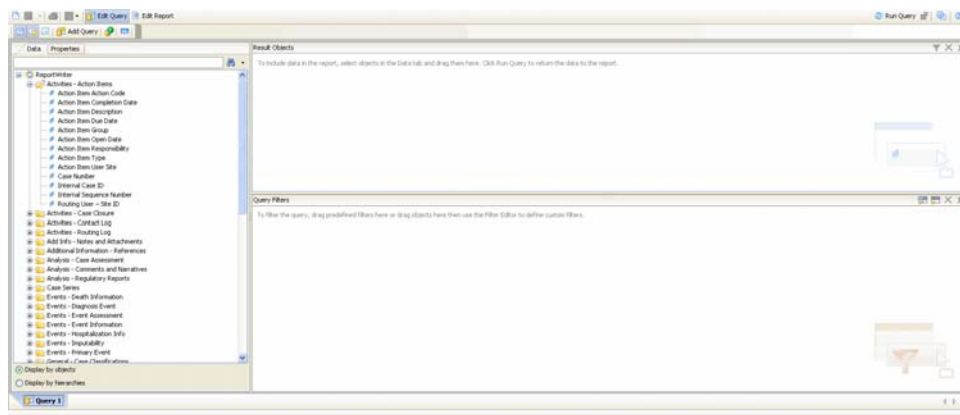 Edit Query Edit Report Run Query
Add Query
Data Properties
Result Objects
To include data in the report, select objects in the Data tab and drag them here. Click Run Query to return the data to the report.
ReportWriter
Activities - Action Items
Action Item Action Code
Action Item Completion Date
Action Item Description
Action Item Due Date
Action Item Group
Action Item Open Date
Action Item Responsibility
Action Item Type
Action Item User Site
Case Number
Internal Case ID
Internal Sequence Number
Routing User - Site ID
Activities - Case Closure
Activities - Contact Log
Activities - Routing Log
Add Info - Notes and Attachments
Additional Information - References
Analysis - Case Assessment
Analysis - Comments and Narratives
Analysis - Regulatory Reports
Case Series
Events - Death Information
Events - Diagnosis Event
Events - Event Assessment
Events - Event Information
Events - Hospitalization Info
Events - Imputability
Events - Primary Event
General - Case Classifications
Query Filters
To filter the query, drag predefined filters here or drag objects here then use the Filter Editor to define custom filters.
Display by objects
Display by hierarchies
Query 1